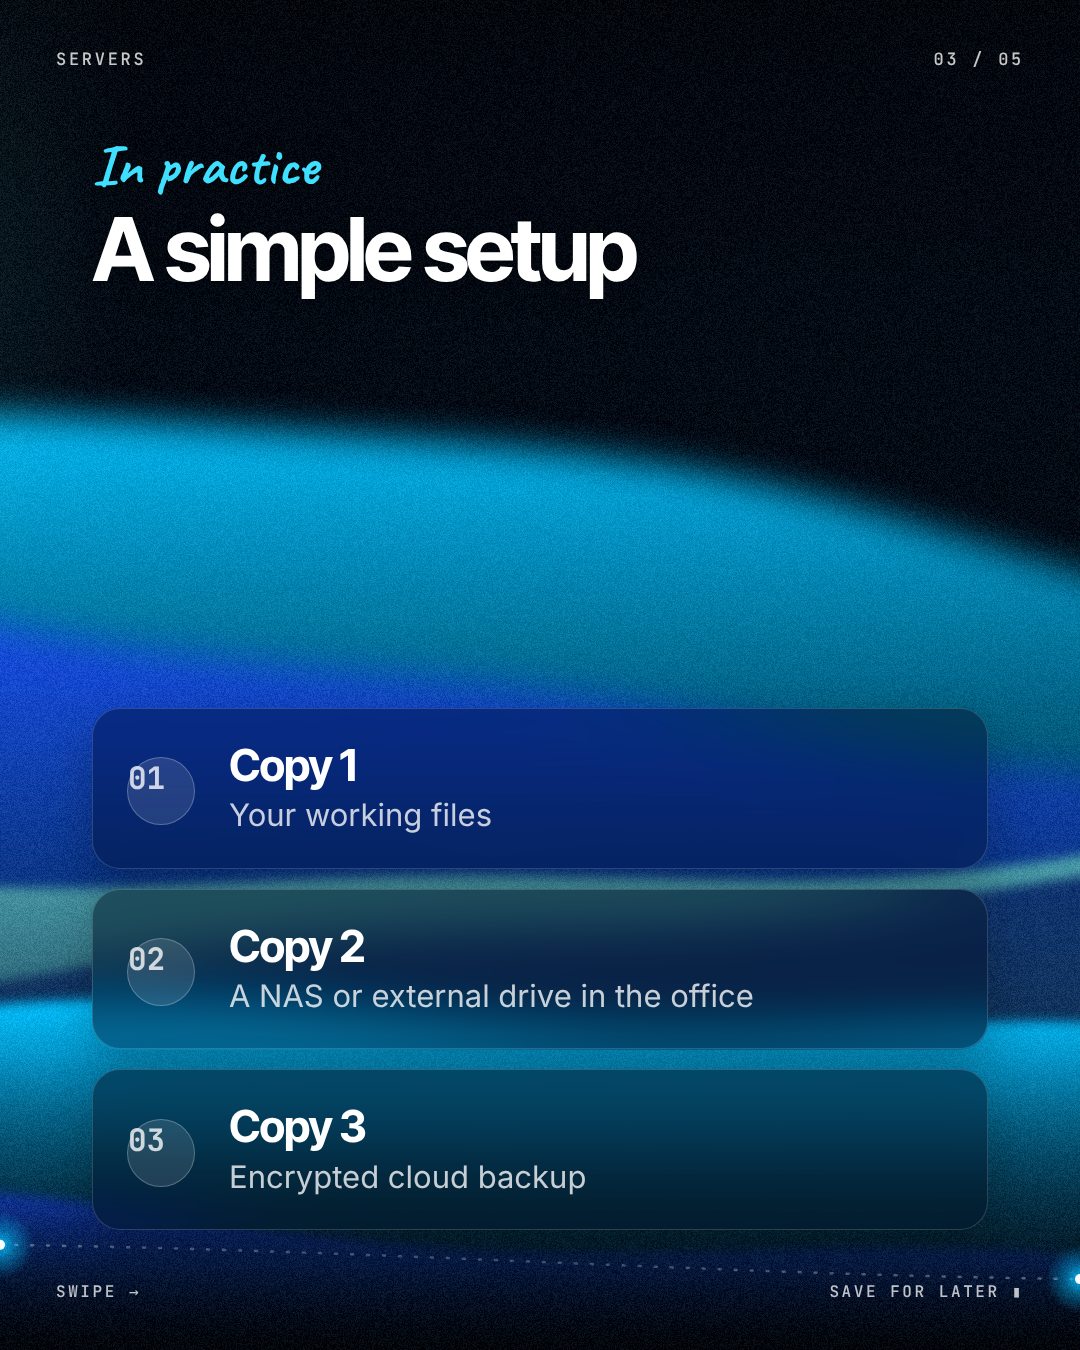 SERVERS
03 / 05
In practice
A simple setup
01
Copy 1
Your working files
02
Copy 2
A NAS or external drive in the office
03
Copy 3
Encrypted cloud backup
SWIPE →
SAVE FOR LATER ▮